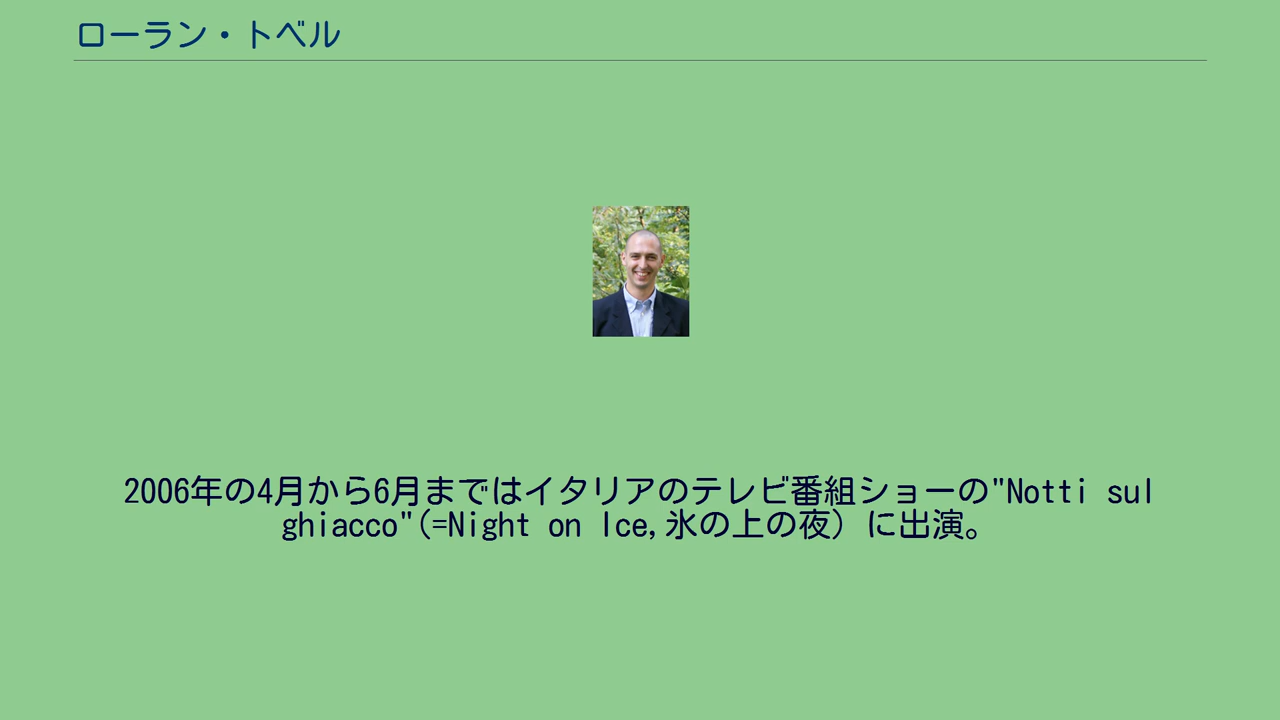 ローラン・トベル
2006年の4月から6月まではイタリアのテレビ番組ショーの"Notti sul
ghiacco"(=Night on Ice,氷の上の夜）に出演。